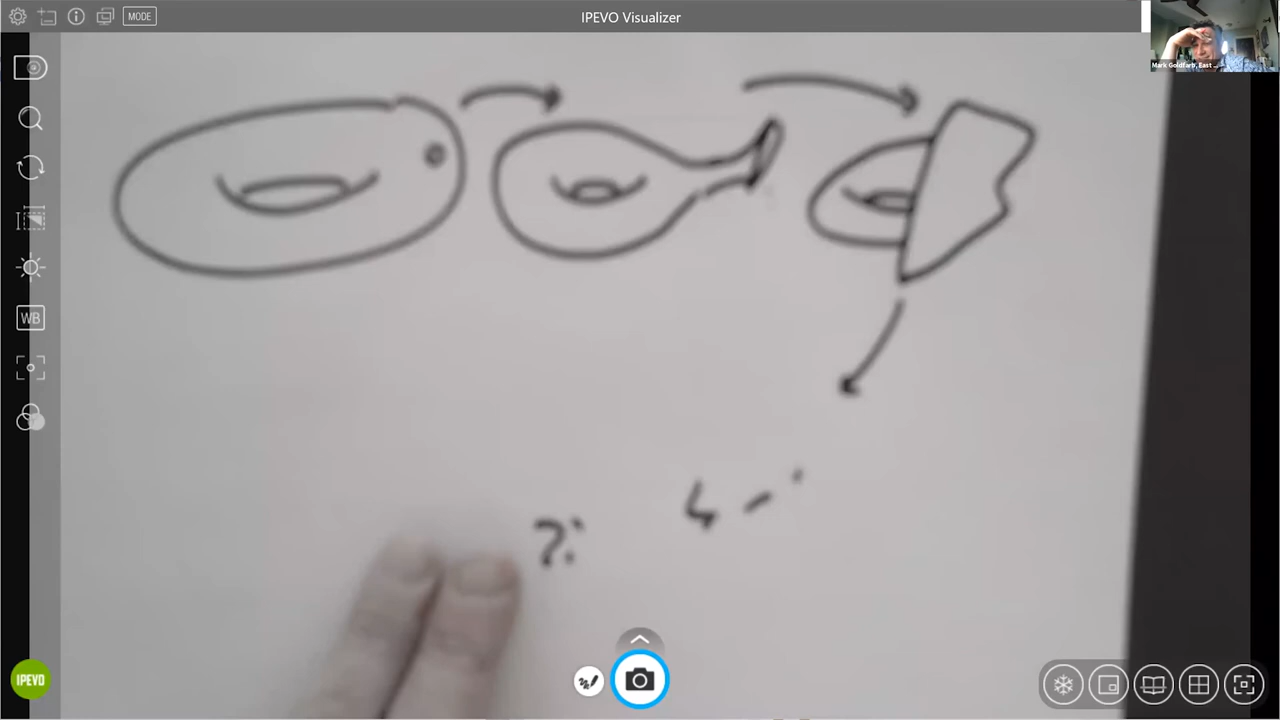 MODE
IPEVO Visualizer
Mark Goldfarb, East ...
WB
?:
IPEVO